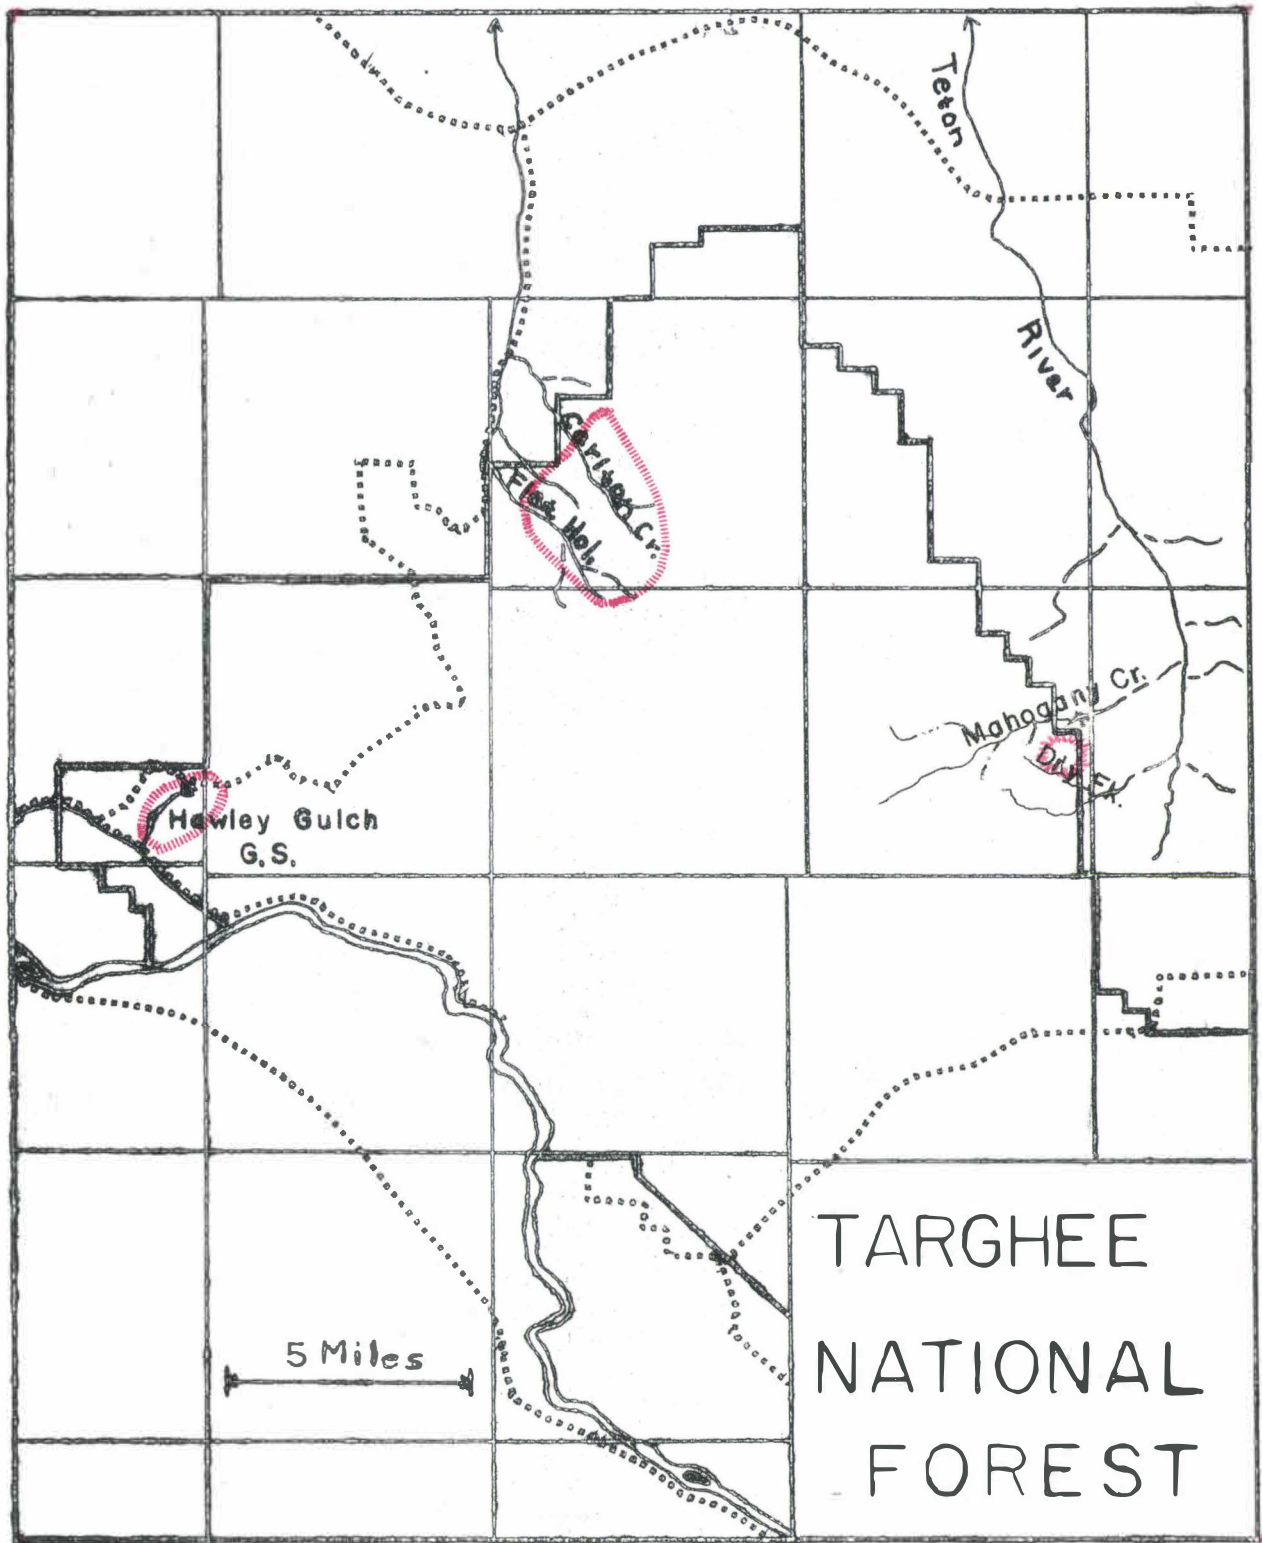 Teton
River
Carlton Cr.
Flat Hol.
Mahogany Cr.
Dry Fk.
Hawley Gulch
G.S.
5 Miles
TARGHEE
NATIONAL
FOREST